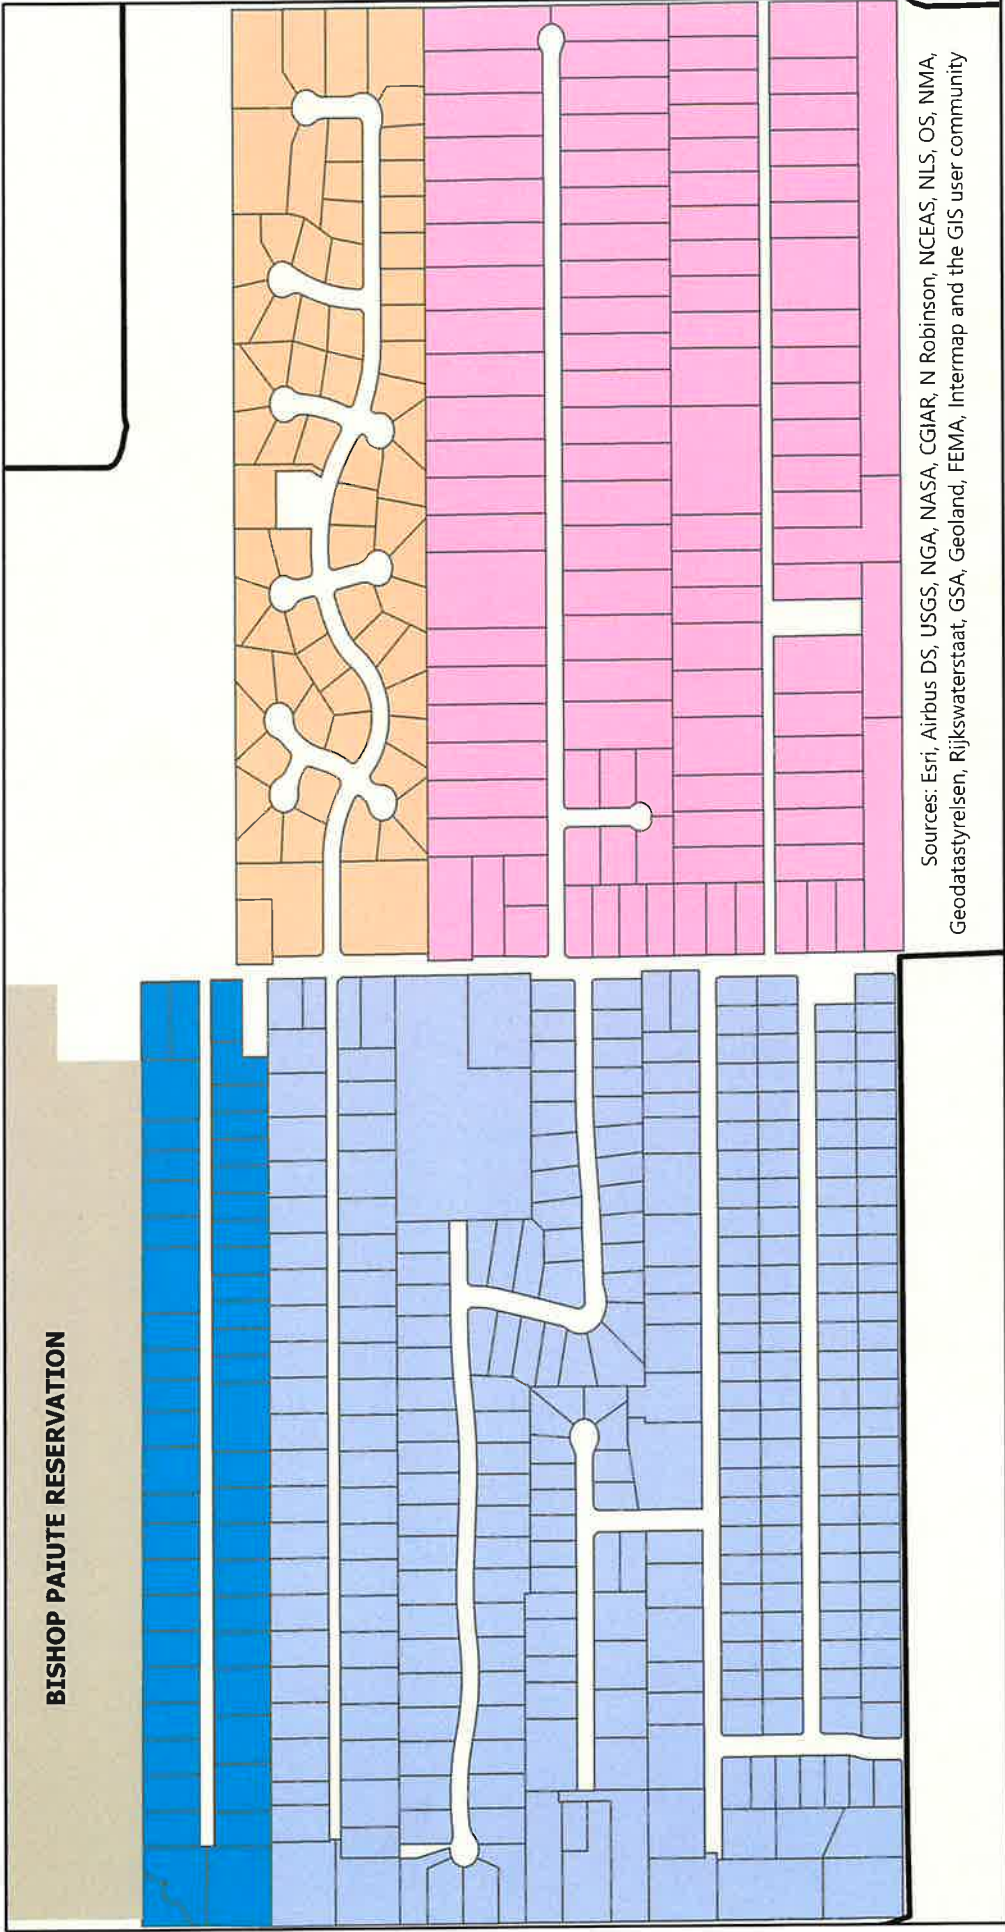 BISHOP PAIUTE RESERVATION
Sources: Esri, Airbus DS, USGS, NGA, NASA, CGIAR, N Robinson, NCEAS, NLS, OS, NMA,
Geodatastyrelsen, Rijkswaterstaat, GSA, Geoland, FEMA, Intermap and the GIS user community